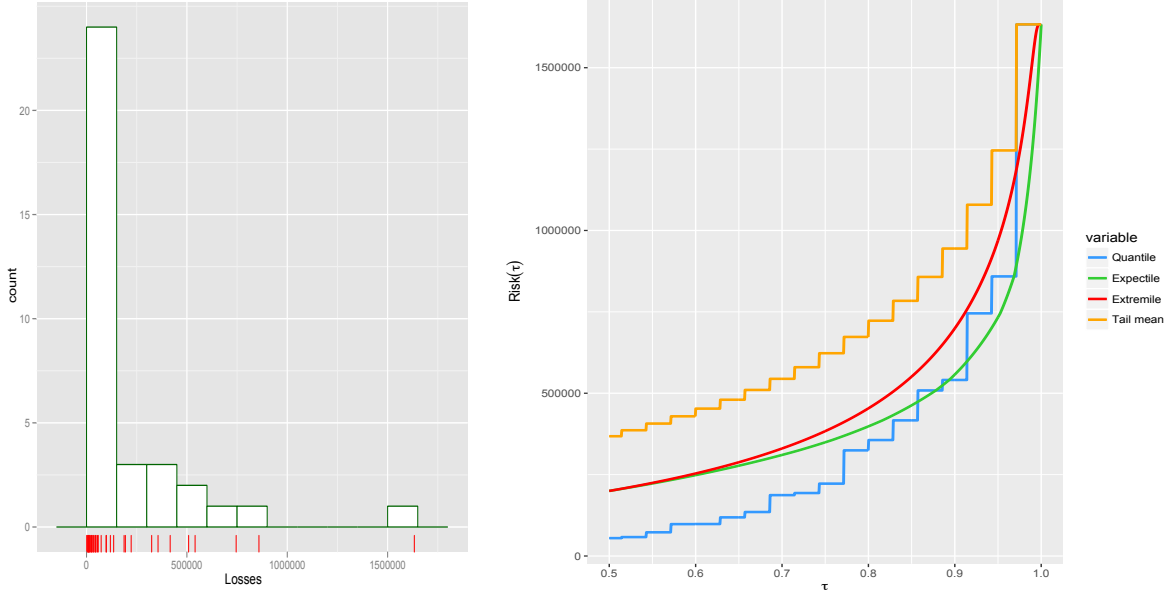 count
20
15
10
5
0
0
500000
1000000
1500000
Losses
Risk(τ)
1500000
1000000
500000
0
0.5
0.6
0.7
0.8
0.9
1.0
τ
variable
Quantile
Expectile
Extremile
Tail mean